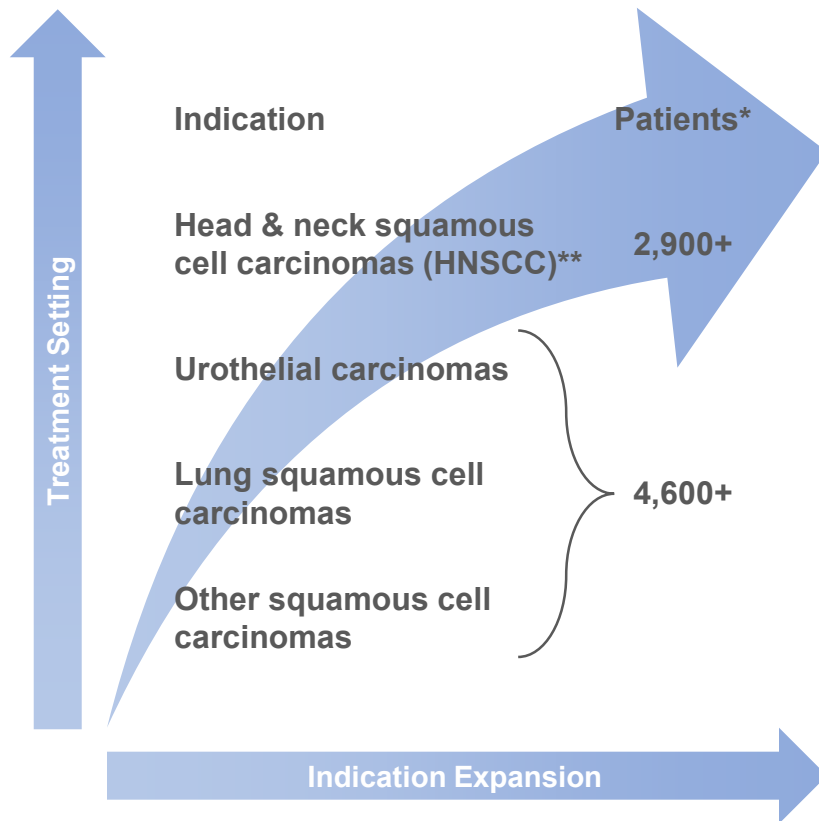 Indication
Patients*
Head & neck squamous
cell carcinomas (HNSCC)**
2,900+
Urothelial carcinomas
Lung squamous cell
carcinomas
4,600+
Other squamous cell
carcinomas
Treatment Setting
Indication Expansion